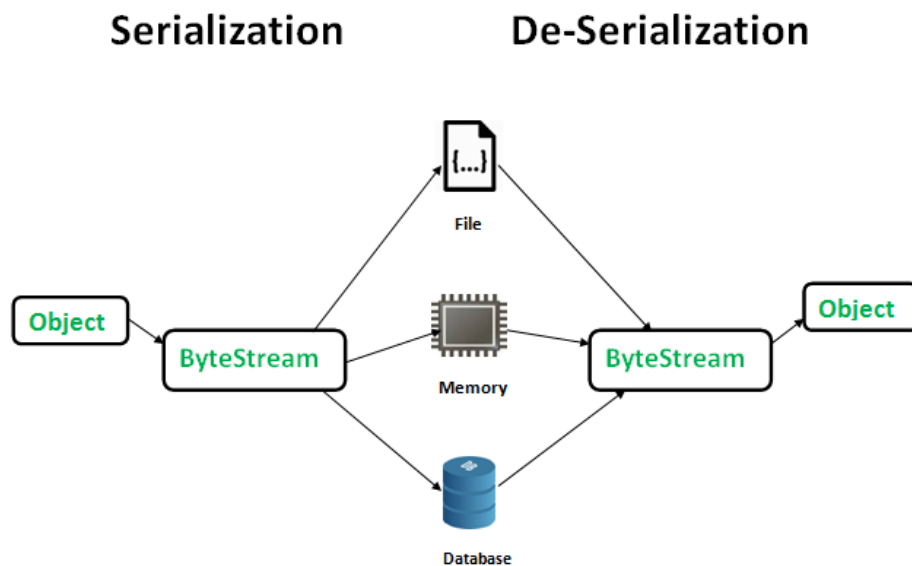 Serialization
De-Serialization
{...}
File
Object
ByteStream
Memory
ByteStream
Object
Database